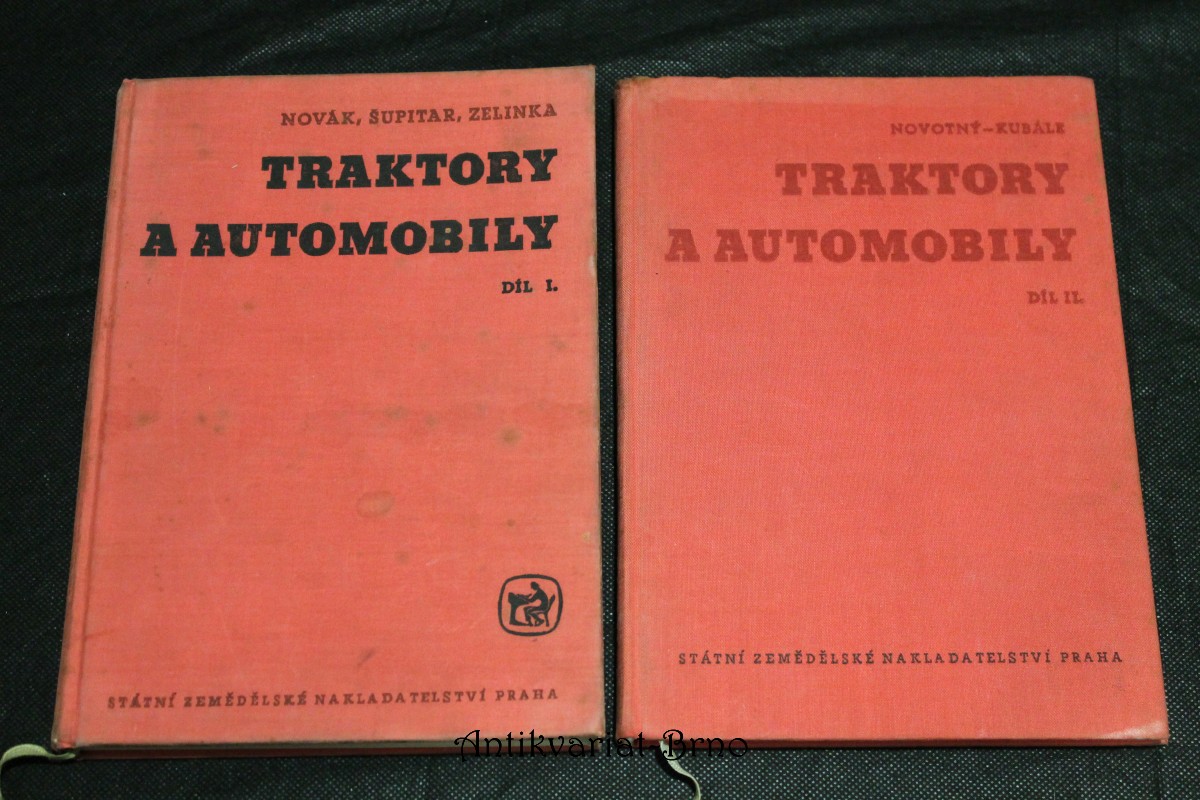 NOVÁK, ŠUPITAR, ZELINKA
TRAKTORY
A AUTOMOBILY
DÍL I.
STÁTNÍ ZEMĚDĚLSKÉ NAKLADATELSTVÍ PRAHA
NOVOTNÝ-KUBÁLE
TRAKTORY
A AUTOMOBILY
DÍL II.
STÁTNÍ ZEMĚDĚLSKÉ NAKLADATELSTVÍ PRAHA
Antikvariat-Brno